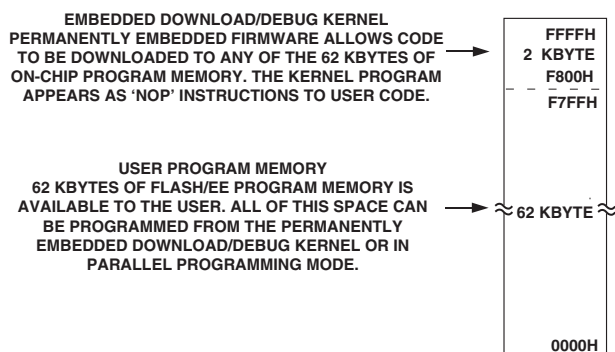 EMBEDDED DOWNLOAD/DEBUG KERNEL
PERMANENTLY EMBEDDED FIRMWARE ALLOWS CODE
TO BE DOWNLOADED TO ANY OF THE 62 KBYTES OF
ON-CHIP PROGRAM MEMORY. THE KERNEL PROGRAM
APPEARS AS ‘NOP’ INSTRUCTIONS TO USER CODE.
FFFFH
2 KBYTE
F800H
F7FFH
USER PROGRAM MEMORY
62 KBYTES OF FLASH/EE PROGRAM MEMORY IS
AVAILABLE TO THE USER. ALL OF THIS SPACE CAN
BE PROGRAMMED FROM THE PERMANENTLY
EMBEDDED DOWNLOAD/DEBUG KERNEL OR IN
PARALLEL PROGRAMMING MODE.
62 KBYTE
0000H